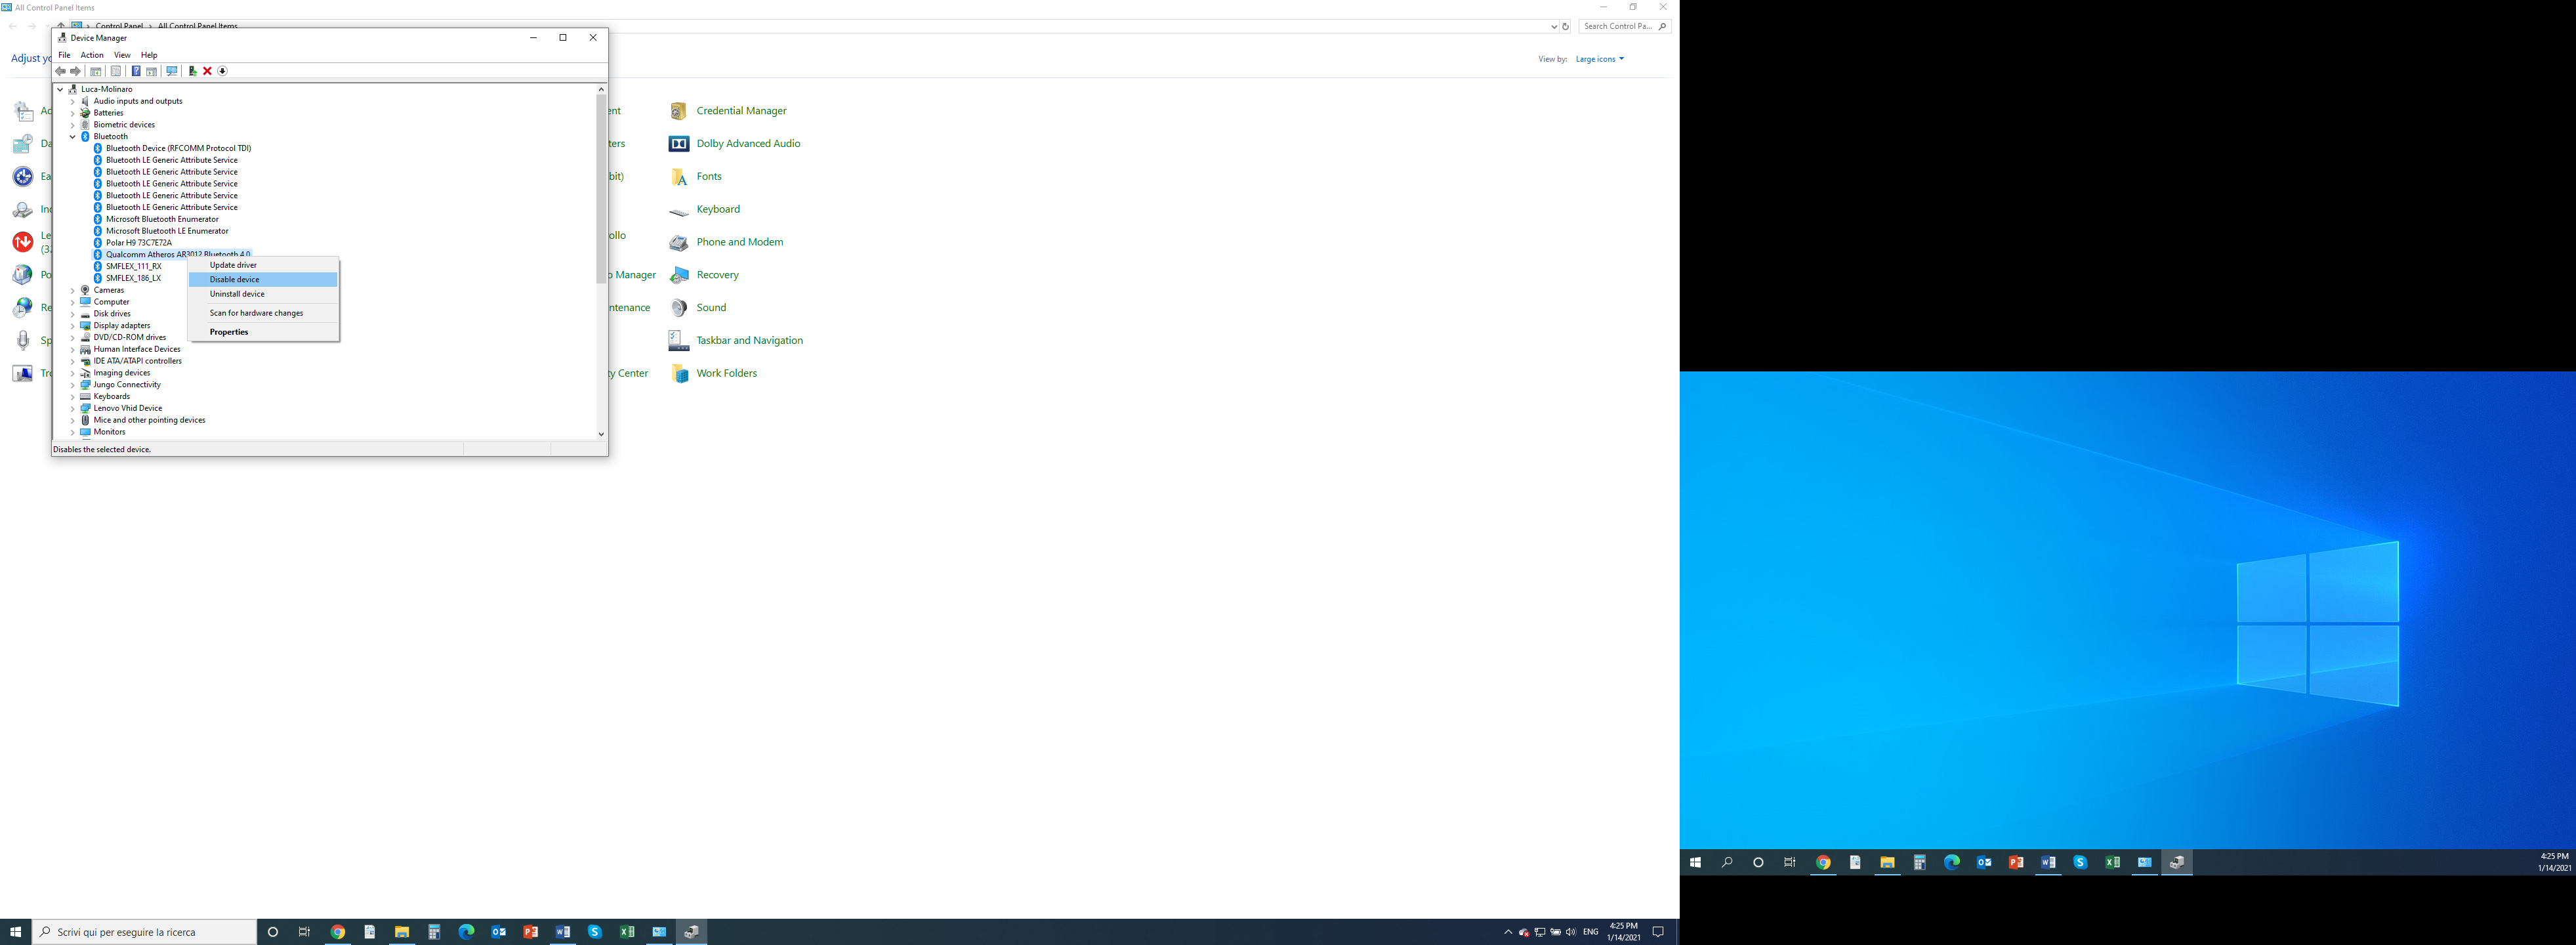 All Control Panel Items
Control Panel
All Control Panel Items
Search Control Pa...
Device Manager
File Action View Help
View by: Large icons
Luca-Molinaro
Audio inputs and outputs
Batteries
Biometric devices
Bluetooth
Bluetooth Device (RFCOMM Protocol TDI)
Bluetooth LE Generic Attribute Service
Bluetooth LE Generic Attribute Service
Bluetooth LE Generic Attribute Service
Bluetooth LE Generic Attribute Service
Bluetooth LE Generic Attribute Service
Microsoft Bluetooth Enumerator
Microsoft Bluetooth LE Enumerator
Polar H9 73C7E72A
Qualcomm Atheros AR3012 Bluetooth 4.0
SMFLEX_111_RX
SMFLEX_186_LX
Cameras
Computer
Disk drives
Display adapters
DVD/CD-ROM drives
Human Interface Devices
IDE ATA/ATAPI controllers
Imaging devices
Jungo Connectivity
Keyboards
Lenovo Vhid Device
Mice and other pointing devices
Monitors
Update driver
Disable device
Uninstall device
Scan for hardware changes
Properties
Disables the selected device.
Adjust
Credential Manager
Dolby Advanced Audio
Fonts
Keyboard
Phone and Modem
Manager
Recovery
Sound
Taskbar and Navigation
Center
Work Folders
Scrivi qui per eseguire la ricerca
ENG
4:25 PM
1/14/2021
4:25 PM
1/14/2021